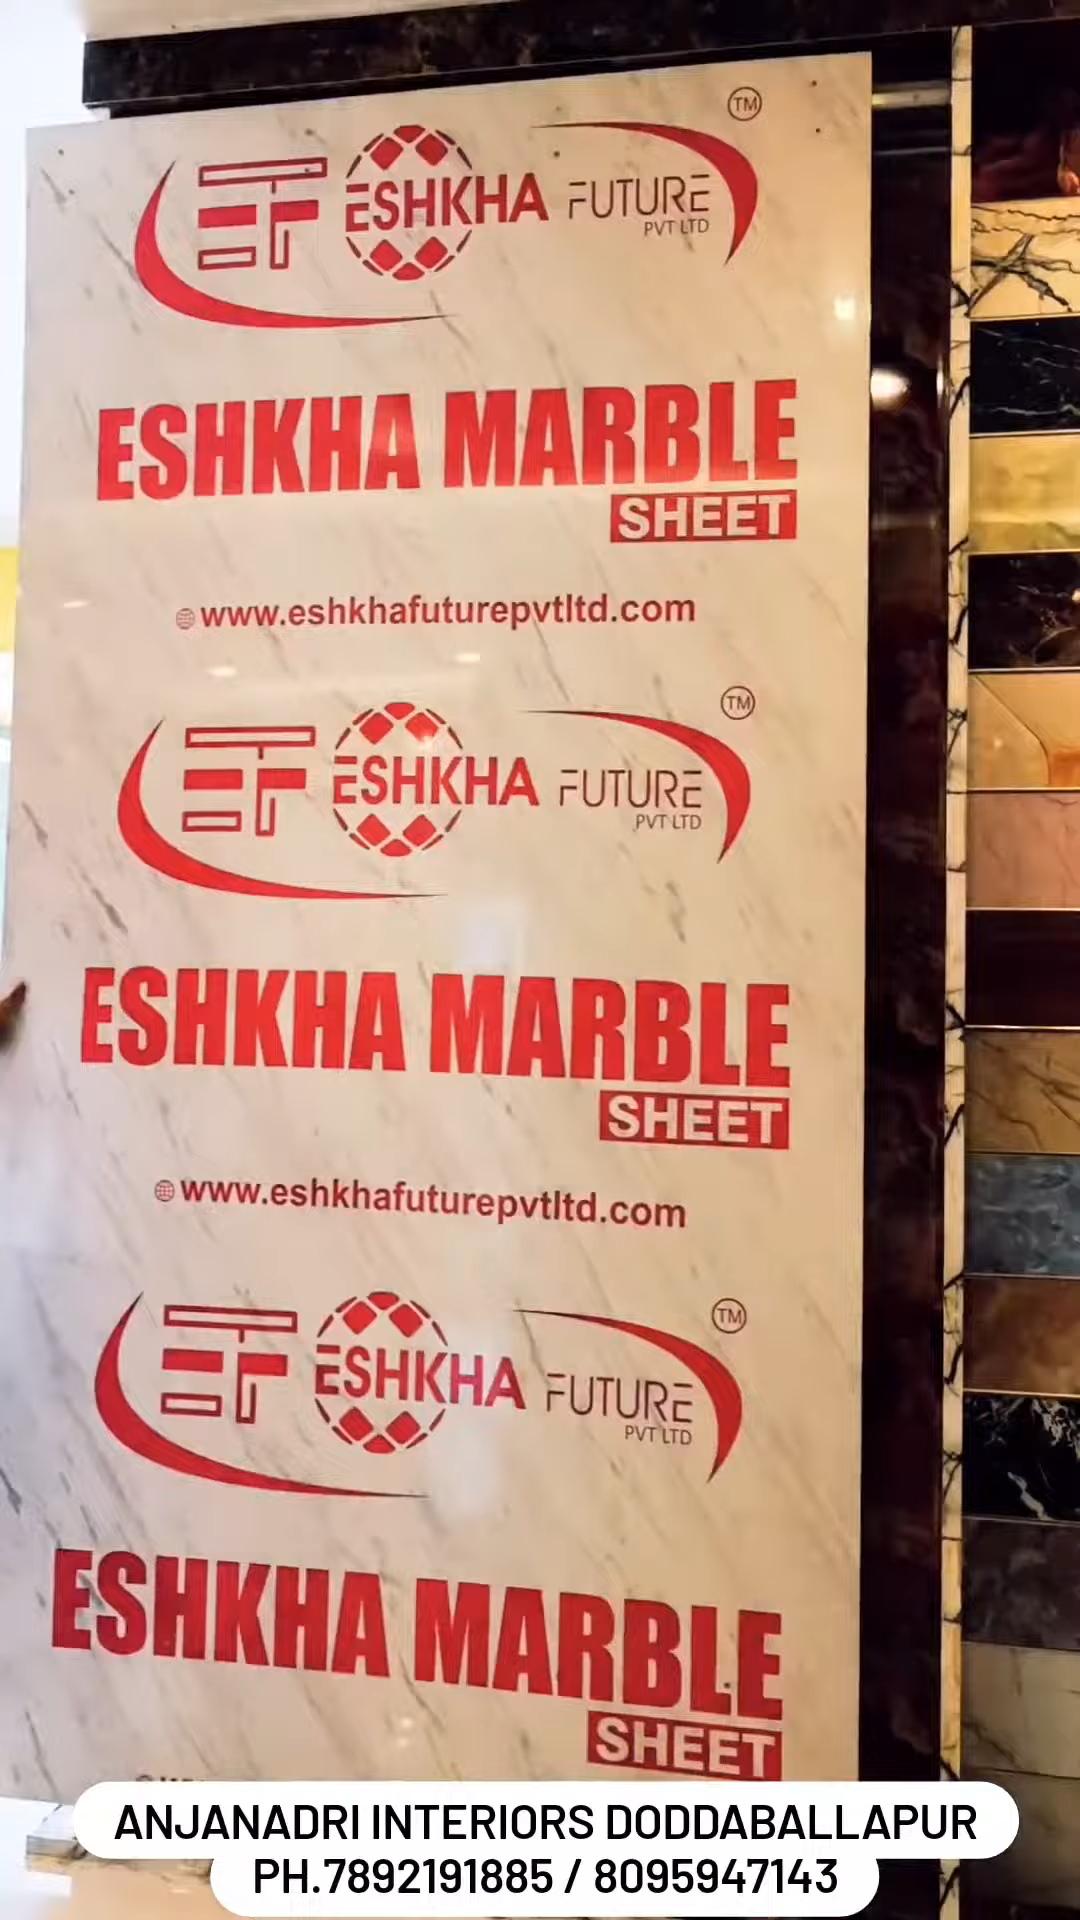 TM
EF ESHKHA FUTURE
PVT LTD
ESHKHA MARBLE
SHEET
www.eshkhafuturepvtltd.com
TM
EF ESHKHA FUTURE
PVT LTD
ESHKHA MARBLE
SHEET
www.eshkhafuturepvtltd.com
TM
EF ESHKHA FUTURE
PVT LTD
ESHKHA MARBLE
SHEET
ANJANADRI INTERIORS DODDABALLAPUR
PH.7892191885 / 8095947143